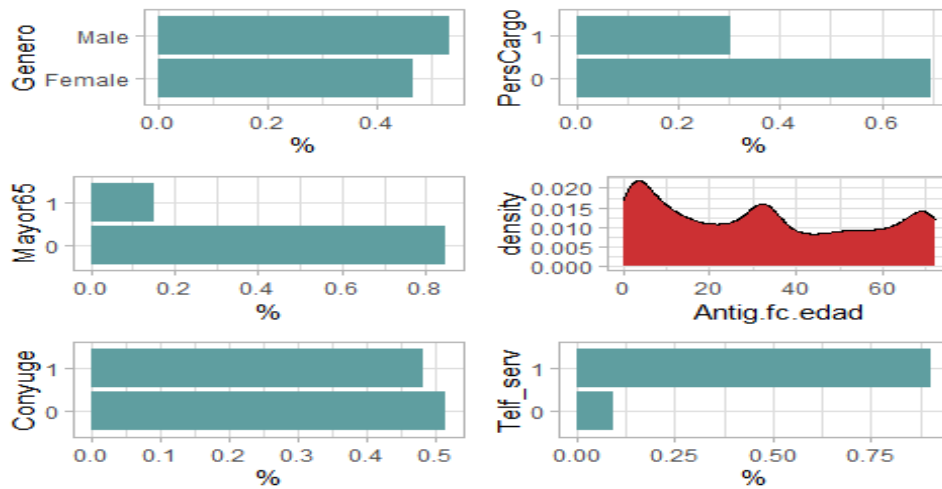 Genero
Male
Female
0.0 0.2 0.4
%
PersCargo
1
0
0.0 0.2 0.4 0.6
%
Mayor65
1
0
0.0 0.2 0.4 0.6 0.8
%
density
0.020
0.015
0.010
0.005
0.000
0 20 40 60
Antig.fc.edad
Conyuge
1
0
0.0 0.1 0.2 0.3 0.4 0.5
%
Telf_serv
1
0
0.00 0.25 0.50 0.75
%